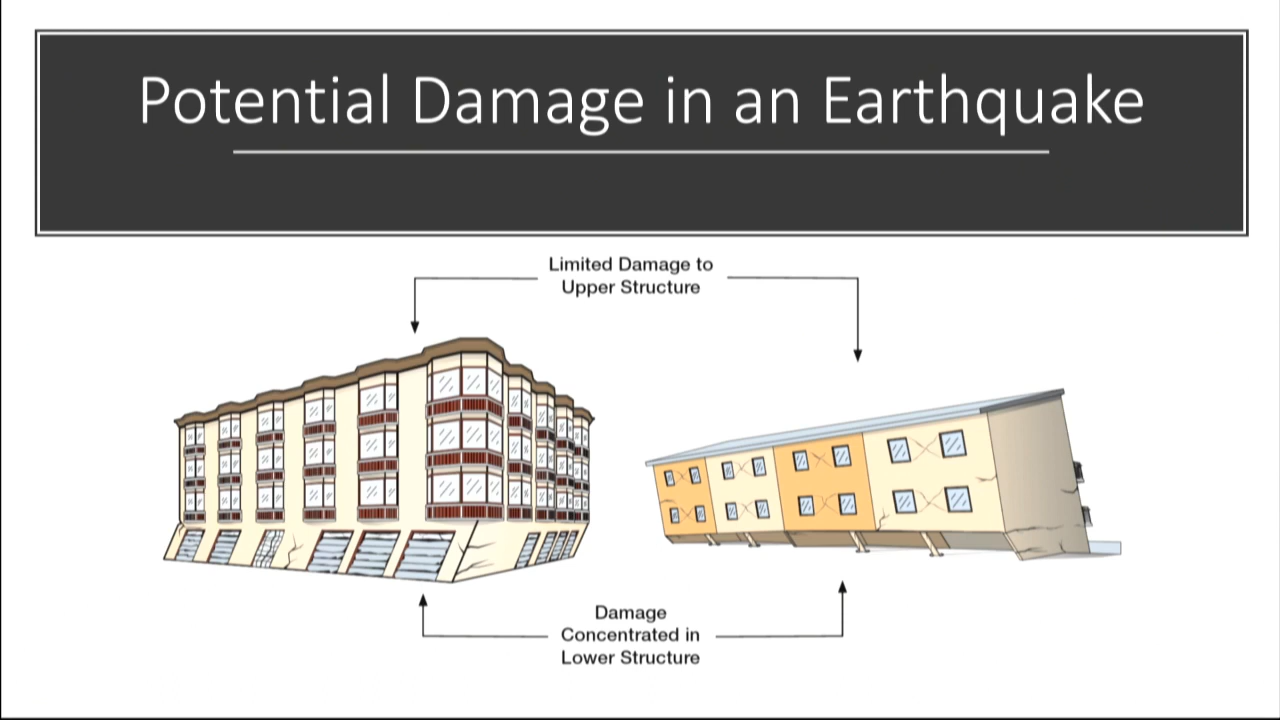 Potential Damage in an Earthquake
Limited Damage to
Upper Structure
Damage
Concentrated in
Lower Structure